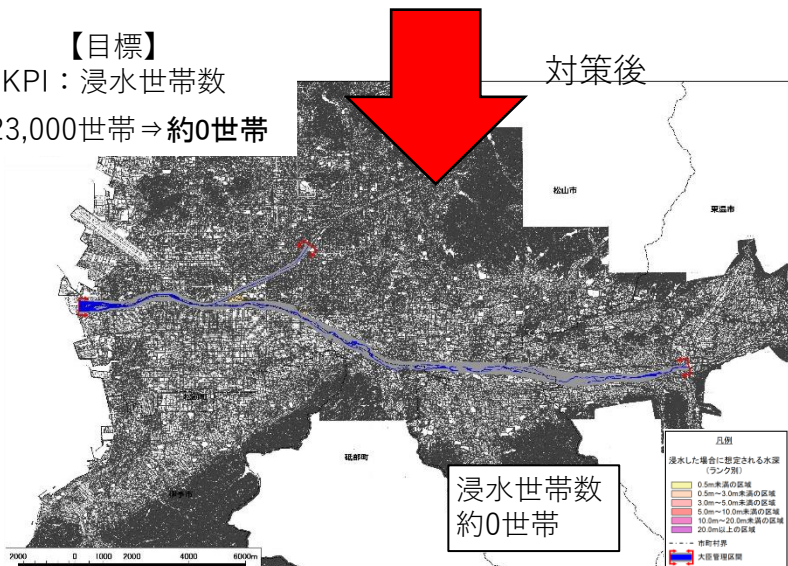 【目標】
KPI：浸水世帯数
23,000世帯⇒約0世帯
対策後
松山市
東温市
砥部町
伊予市
浸水世帯数
約0世帯
凡例
浸水した場合に想定される水深
（ランク別）
0.5m未満の区域
0.5m～3.0m未満の区域
3.0m～5.0m未満の区域
5.0m～10.0m未満の区域
10.0m～20.0m未満の区域
20.0m以上の区域
市町村界
大臣管理区間
2000 0 1000 2000 4000 6000m